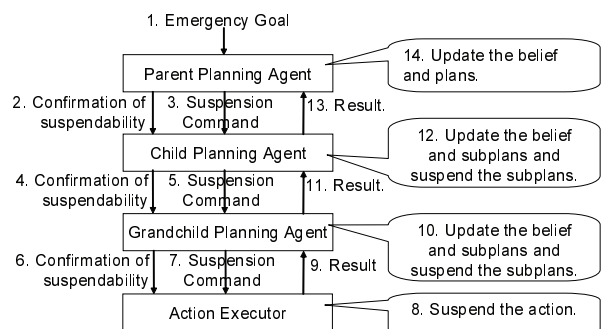 1. Emergency Goal
Parent Planning Agent
14. Update the belief
and plans.
2. Confirmation of
suspendability
3. Suspension
Command
13. Result.
Child Planning Agent
12. Update the belief
and subplans and
suspend the subplans.
4. Confirmation of
suspendability
5. Suspension
Command
11. Result.
Grandchild Planning Agent
10. Update the belief
and subplans and
suspend the subplans.
6. Confirmation of
suspendability
7. Suspension
Command
9. Result
Action Executor
8. Suspend the action.